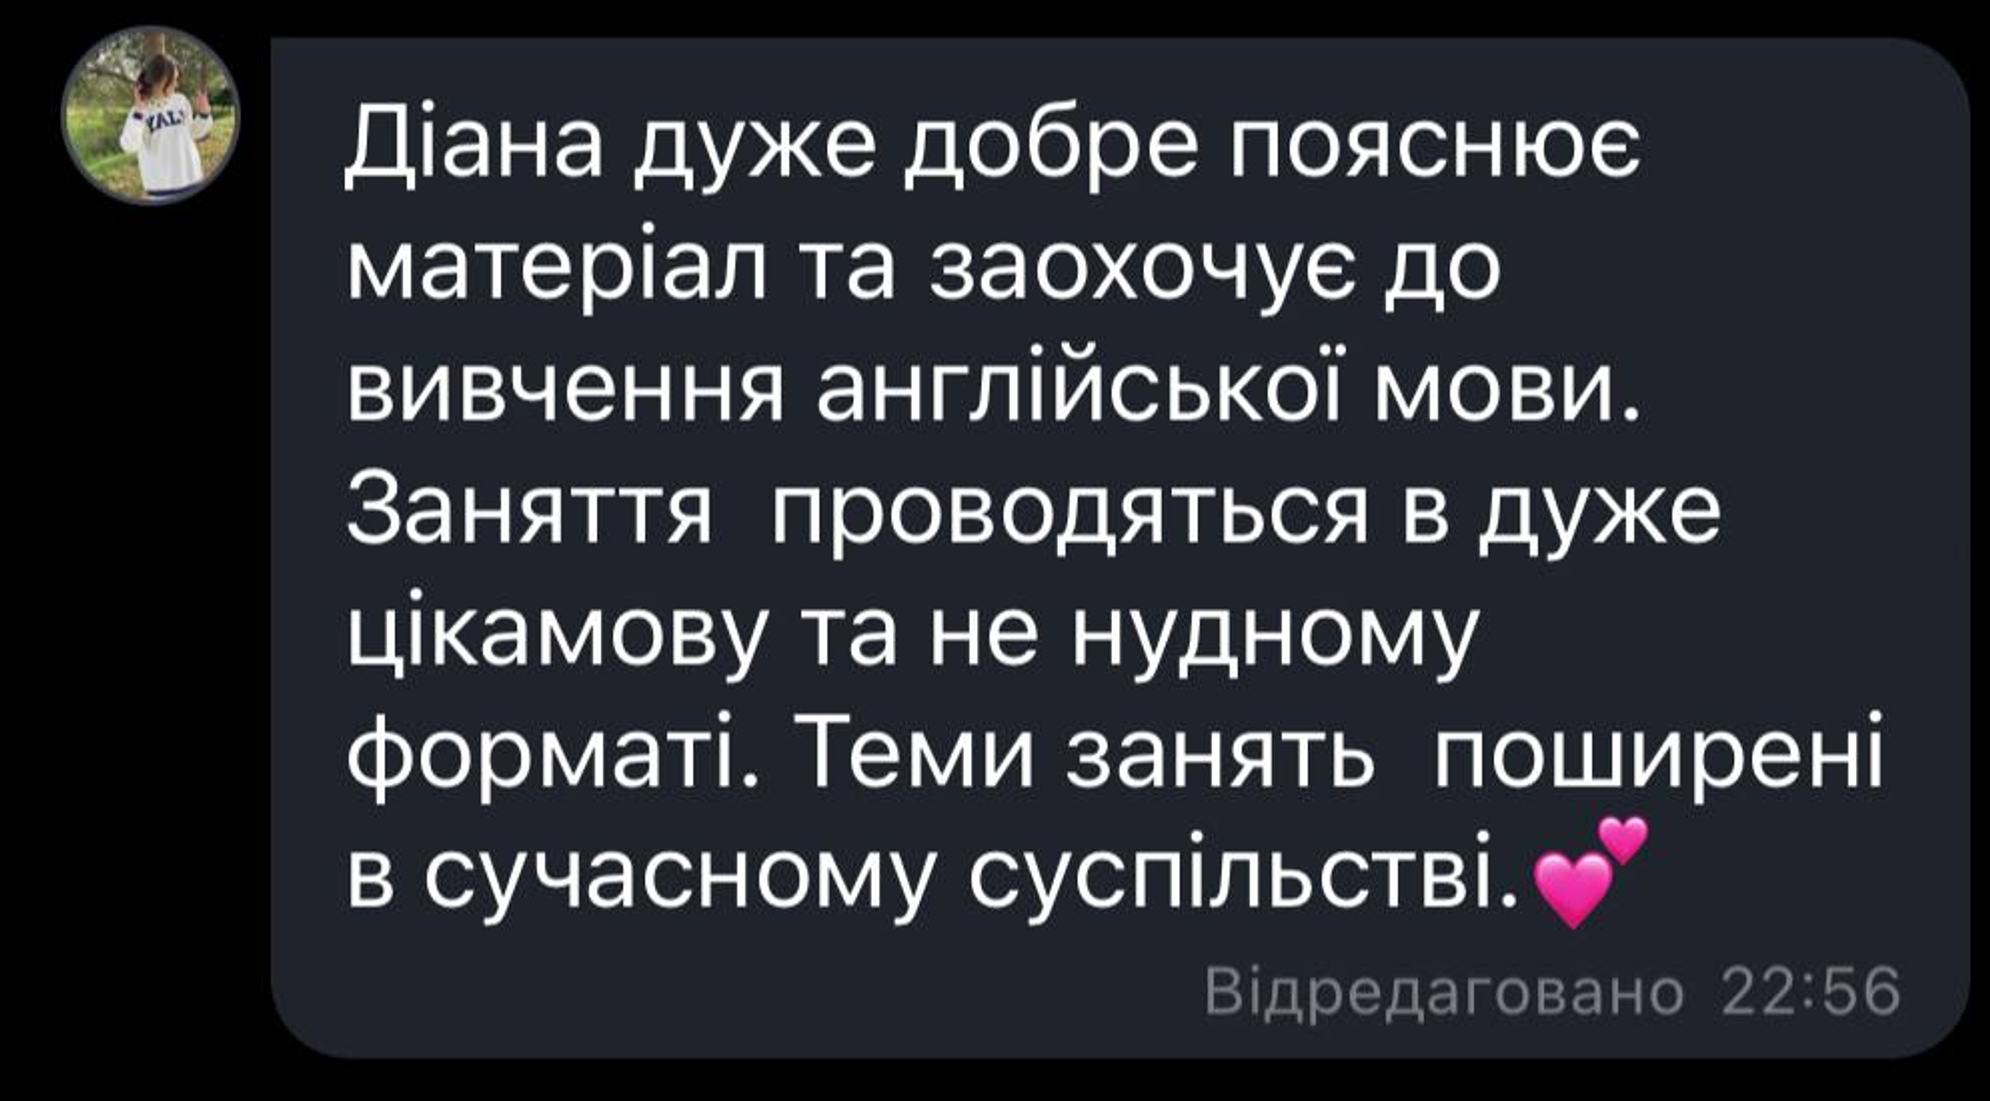 Діана дуже добре пояснює
матеріал та заохочує до
вивчення англійської мови.
Заняття  проводяться в дуже
цікамову та не нудному
форматі. Теми занять  поширені
в сучасному суспільстві.💕
Відредаговано 22:56